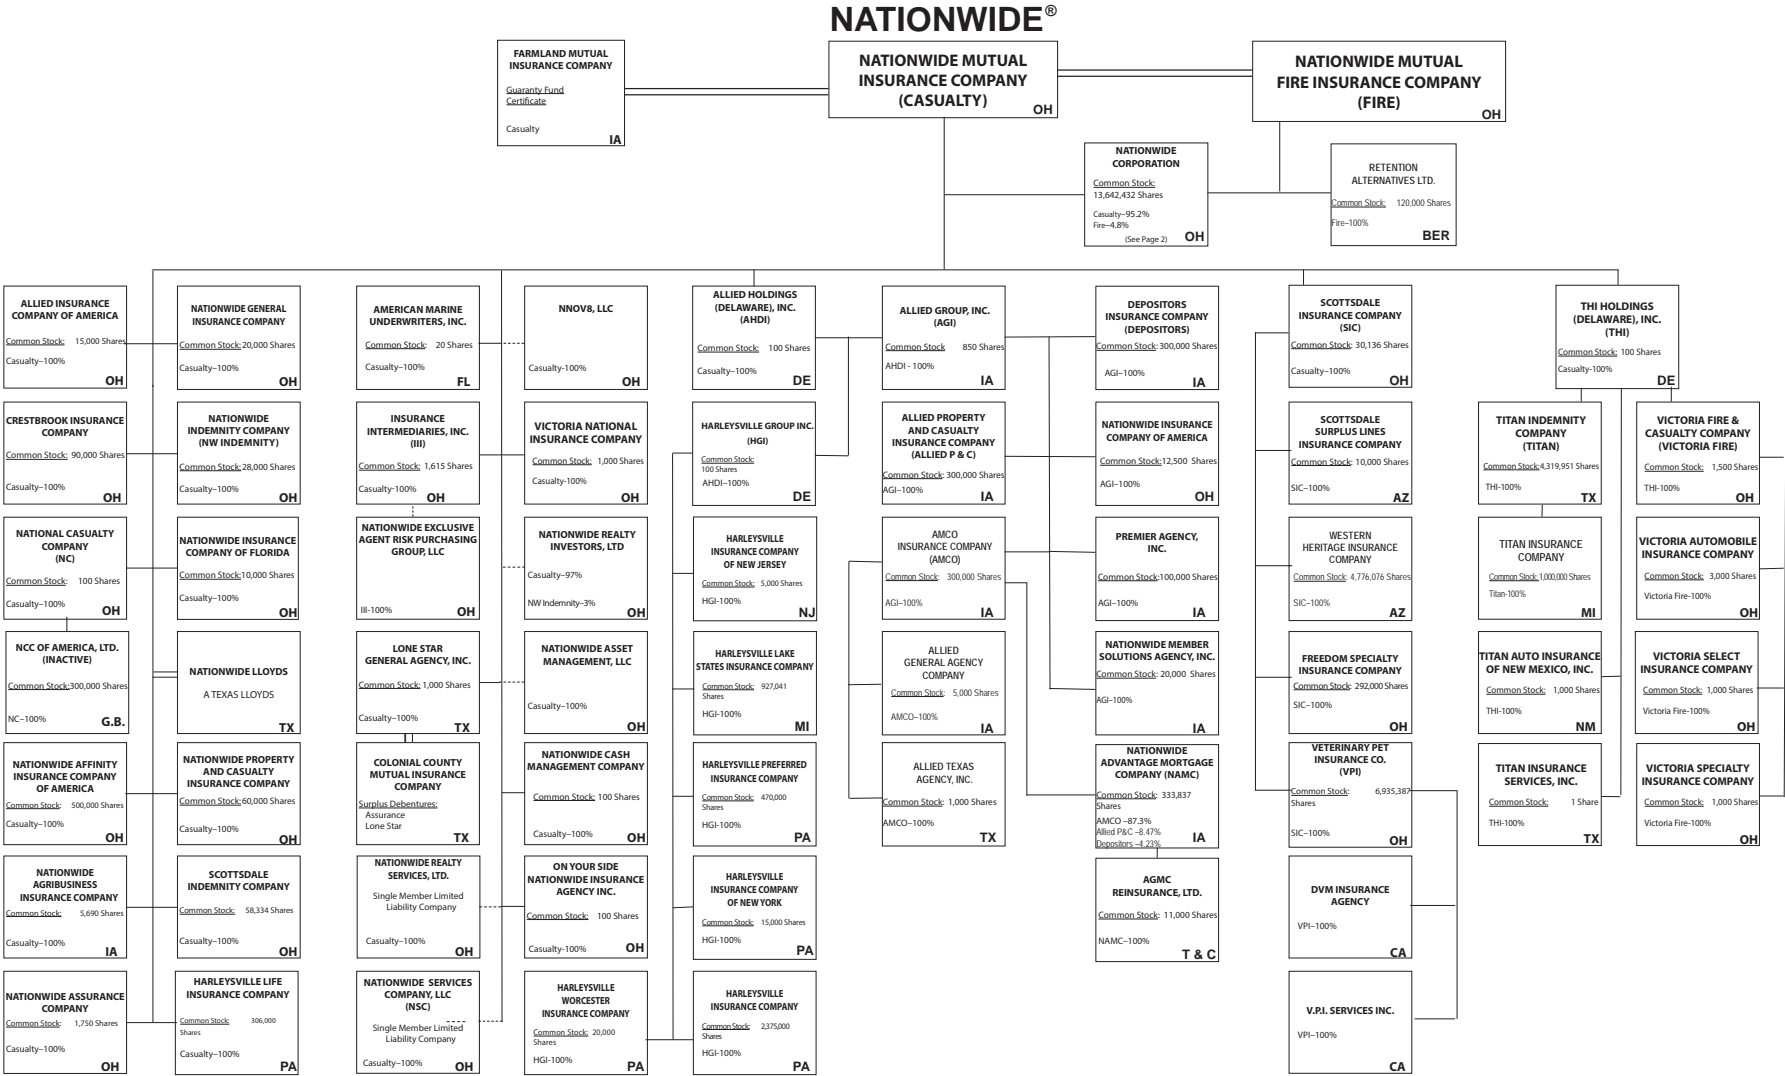 NATIONWIDE®
FARMLAND MUTUAL
INSURANCE COMPANY
Guaranty Fund
Certificate
Casualty
IA
NATIONWIDE MUTUAL
INSURANCE COMPANY
(CASUALTY)
OH
NATIONWIDE MUTUAL
FIRE INSURANCE COMPANY
(FIRE)
OH
NATIONWIDE
CORPORATION
Common Stock:
13,642,432 Shares
Casualty–95.2%
Fire–4.8%
(See Page 2)
OH
RETENTION
ALTERNATIVES LTD.
Common Stock: 120,000 Shares
Fire–100%
BER
ALLIED INSURANCE
COMPANY OF AMERICA
Common Stock: 15,000 Shares
Casualty–100%
OH
NATIONWIDE GENERAL
INSURANCE COMPANY
Common Stock: 20,000 Shares
Casualty–100%
OH
AMERICAN MARINE
UNDERWRITERS, INC.
Common Stock: 20 Shares
Casualty–100%
FL
NNOV8, LLC
Casualty-100%
OH
ALLIED HOLDINGS
(DELAWARE), INC.
(AHDI)
Common Stock: 100 Shares
Casualty–100%
DE
ALLIED GROUP, INC.
(AGI)
Common Stock 850 Shares
AHDI - 100%
IA
DEPOSITORS
INSURANCE COMPANY
(DEPOSITORS)
Common Stock: 300,000 Shares
AGI–100%
IA
SCOTTSDALE
INSURANCE COMPANY
(SIC)
Common Stock: 30,136 Shares
Casualty–100%
OH
THI HOLDINGS
(DELAWARE), INC.
(THI)
Common Stock: 100 Shares
Casualty-100%
DE
CRESTBROOK INSURANCE
COMPANY
Common Stock: 90,000 Shares
Casualty–100%
OH
NATIONWIDE
INDEMNITY COMPANY
(NW INDEMNITY)
Common Stock: 28,000 Shares
Casualty–100%
OH
INSURANCE
INTERMEDIARIES, INC.
(III)
Common Stock: 1,615 Shares
Casualty-100%
OH
VICTORIA NATIONAL
INSURANCE COMPANY
Common Stock: 1,000 Shares
Casualty-100%
OH
HARLEYSVILLE GROUP INC.
(HGI)
Common Stock:
100 Shares
AHDI–100%
DE
ALLIED PROPERTY
AND CASUALTY
INSURANCE COMPANY
(ALLIED P & C)
Common Stock: 300,000 Shares
AGI–100%
IA
NATIONWIDE INSURANCE
COMPANY OF AMERICA
Common Stock: 12,500 Shares
AGI–100%
OH
SCOTTSDALE
SURPLUS LINES
INSURANCE COMPANY
Common Stock: 10,000 Shares
SIC–100%
AZ
TITAN INDEMNITY
COMPANY
(TITAN)
Common Stock: 4,319,951 Shares
THI-100%
TX
VICTORIA FIRE &
CASUALTY COMPANY
(VICTORIA FIRE)
Common Stock: 1,500 Shares
THI-100%
OH
NATIONAL CASUALTY
COMPANY
(NC)
Common Stock: 100 Shares
Casualty–100%
OH
NATIONWIDE INSURANCE
COMPANY OF FLORIDA
Common Stock: 10,000 Shares
Casualty–100%
OH
NATIONWIDE EXCLUSIVE
AGENT RISK PURCHASING
GROUP, LLC
III-100%
OH
NATIONWIDE REALTY
INVESTORS, LTD
Casualty–97%
NW Indemnity–3%
OH
HARLEYSVILLE
INSURANCE COMPANY
OF NEW JERSEY
Common Stock: 5,000 Shares
HGI-100%
NJ
AMCO
INSURANCE COMPANY
(AMCO)
Common Stock: 300,000 Shares
AGI–100%
IA
PREMIER AGENCY,
INC.
Common Stock: 100,000 Shares
AGI–100%
IA
WESTERN
HERITAGE INSURANCE
COMPANY
Common Stock: 4,776,076 Shares
SIC–100%
AZ
TITAN INSURANCE
COMPANY
Common Stock: 1,000,000 Shares
Titan-100%
MI
VICTORIA AUTOMOBILE
INSURANCE COMPANY
Common Stock: 3,000 Shares
Victoria Fire-100%
OH
NCC OF AMERICA, LTD.
(INACTIVE)
Common Stock: 300,000 Shares
NC–100%
G.B.
NATIONWIDE LLOYDS
A TEXAS LLOYDS
TX
LONE STAR
GENERAL AGENCY, INC.
Common Stock: 1,000 Shares
Casualty–100%
TX
NATIONWIDE ASSET
MANAGEMENT, LLC
Casualty–100%
OH
HARLEYSVILLE LAKE
STATES INSURANCE COMPANY
Common Stock: 927,041
Shares
HGI-100%
MI
ALLIED
GENERAL AGENCY
COMPANY
Common Stock: 5,000 Shares
AMCO–100%
IA
NATIONWIDE MEMBER
SOLUTIONS AGENCY, INC.
Common Stock: 20,000 Shares
AGI–100%
IA
FREEDOM SPECIALTY
INSURANCE COMPANY
Common Stock: 292,000 Shares
SIC–100%
OH
TITAN AUTO INSURANCE
OF NEW MEXICO, INC.
Common Stock: 1,000 Shares
THI-100%
NM
VICTORIA SELECT
INSURANCE COMPANY
Common Stock: 1,000 Shares
Victoria Fire-100%
OH
NATIONWIDE AFFINITY
INSURANCE COMPANY
OF AMERICA
Common Stock: 500,000 Shares
Casualty–100%
OH
NATIONWIDE PROPERTY
AND CASUALTY
INSURANCE COMPANY
Common Stock: 60,000 Shares
Casualty–100%
OH
COLONIAL COUNTY
MUTUAL INSURANCE
COMPANY
Surplus Debentures:
Assurance
Lone Star
TX
NATIONWIDE CASH
MANAGEMENT COMPANY
Common Stock: 100 Shares
Casualty–100%
OH
HARLEYSVILLE PREFERRED
INSURANCE COMPANY
Common Stock: 470,000
Shares
HGI-100%
PA
ALLIED TEXAS
AGENCY, INC.
Common Stock: 1,000 Shares
AMCO–100%
TX
NATIONWIDE
ADVANTAGE MORTGAGE
COMPANY (NAMC)
Common Stock: 333,837
Shares
AMCO –87.3%
Allied P&C –8.47%
Depositors –4.23%
IA
VETERINARY PET
INSURANCE CO.
(VPI)
Common Stock: 6,935,387
Shares
SIC–100%
OH
TITAN INSURANCE
SERVICES, INC.
Common Stock: 1 Share
THI-100%
TX
VICTORIA SPECIALTY
INSURANCE COMPANY
Common Stock: 1,000 Shares
Victoria Fire-100%
OH
NATIONWIDE
AGRIBUSINESS
INSURANCE COMPANY
Common Stock: 5,690 Shares
Casualty–100%
IA
SCOTTSDALE
INDEMNITY COMPANY
Common Stock: 58,334 Shares
Casualty–100%
OH
NATIONWIDE REALTY
SERVICES, LTD.
Single Member Limited
Liability Company
Casualty–100%
OH
ON YOUR SIDE
NATIONWIDE INSURANCE
AGENCY INC.
Common Stock: 100 Shares
Casualty-100%
OH
HARLEYSVILLE
INSURANCE COMPANY
OF NEW YORK
Common Stock: 15,000 Shares
HGI-100%
PA
AGMC
REINSURANCE, LTD.
Common Stock: 11,000 Shares
NAMC–100%
T & C
DVM INSURANCE
AGENCY
VPI–100%
CA
NATIONWIDE ASSURANCE
COMPANY
Common Stock: 1,750 Shares
Casualty–100%
OH
HARLEYSVILLE LIFE
INSURANCE COMPANY
Common Stock: 306,000
Shares
Casualty–100%
PA
NATIONWIDE SERVICES
COMPANY, LLC
(NSC)
Single Member Limited
Liability Company
Casualty–100%
OH
HARLEYSVILLE
WORCESTER
INSURANCE COMPANY
Common Stock: 20,000
Shares
HGI-100%
PA
HARLEYSVILLE
INSURANCE COMPANY
Common Stock: 2,375,000
Shares
HGI-100%
PA
V.P.I. SERVICES INC.
VPI–100%
CA